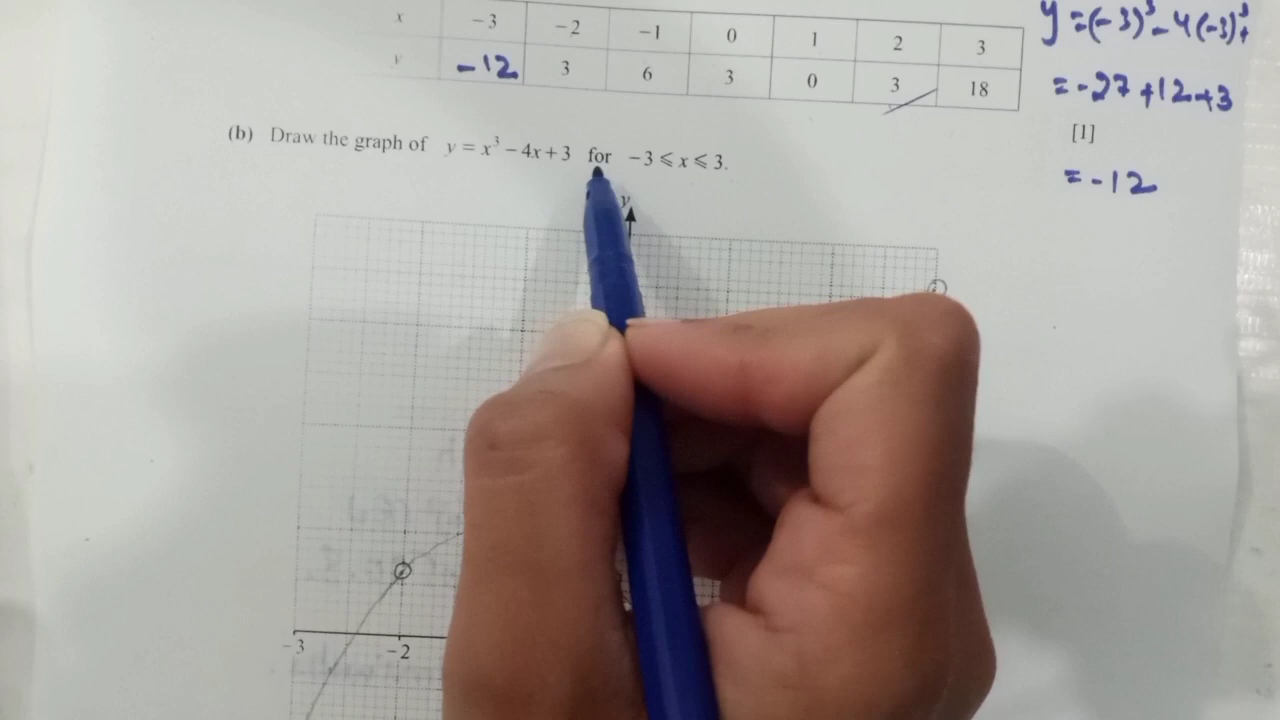 x -3 -2 -1 0 1 2 3
y -12 3 6 3 0 3 18
y = (-3)³ - 4(-3)³+
= -27 + 12 + 3
[1]
= -12
(b) Draw the graph of y = x³ - 4x + 3 for -3 ⩽ x ⩽ 3.
y
-3 -2